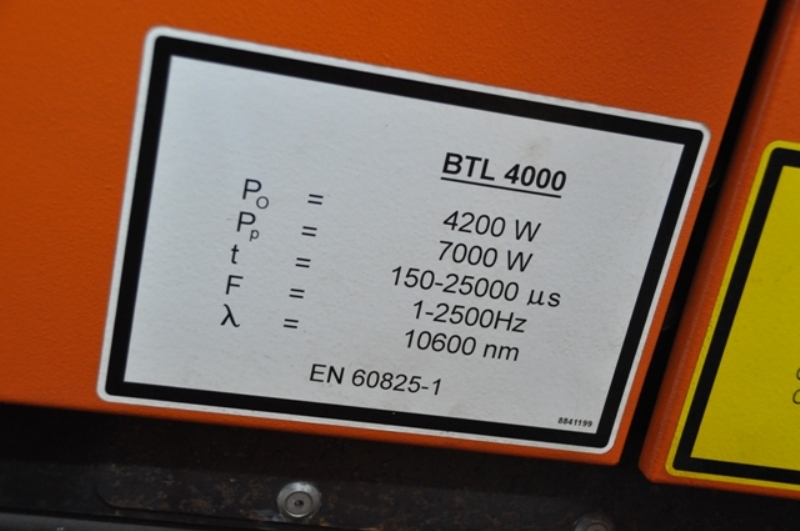 BTL 4000
Po = 4200 W
Pp = 7000 W
t = 150-25000 µs
F = 1-2500Hz
λ = 10600 nm
EN 60825-1
8841199